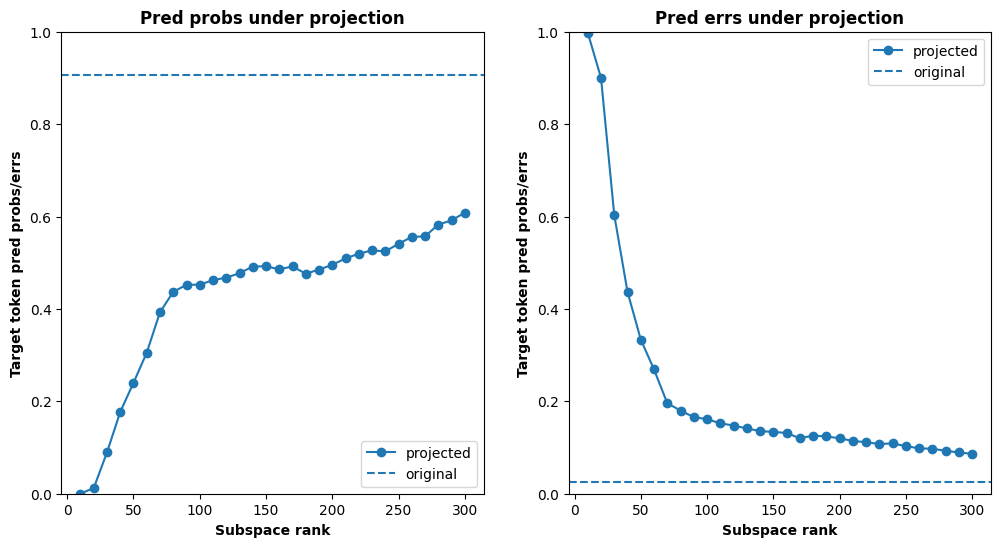 Pred probs under projection
Target token pred probs/errs
1.0
0.8
0.6
0.4
0.2
0.0
0
50
100
150
200
250
300
Subspace rank
projected
original
Pred errs under projection
Target token pred probs/errs
1.0
0.8
0.6
0.4
0.2
0.0
0
50
100
150
200
250
300
Subspace rank
projected
original